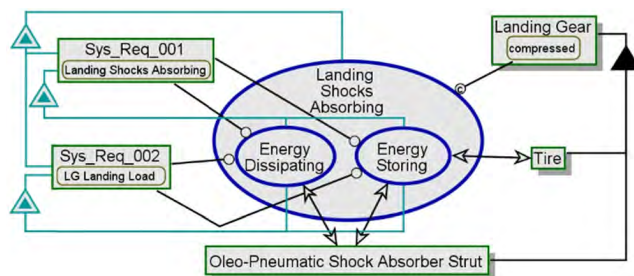 Sys_Req_001
Landing Shocks Absorbing
Landing Gear
compressed
c
Landing
Shocks
Absorbing
Energy
Dissipating
Energy
Storing
Sys_Req_002
LG Landing Load
Tire
Oleo-Pneumatic Shock Absorber Strut